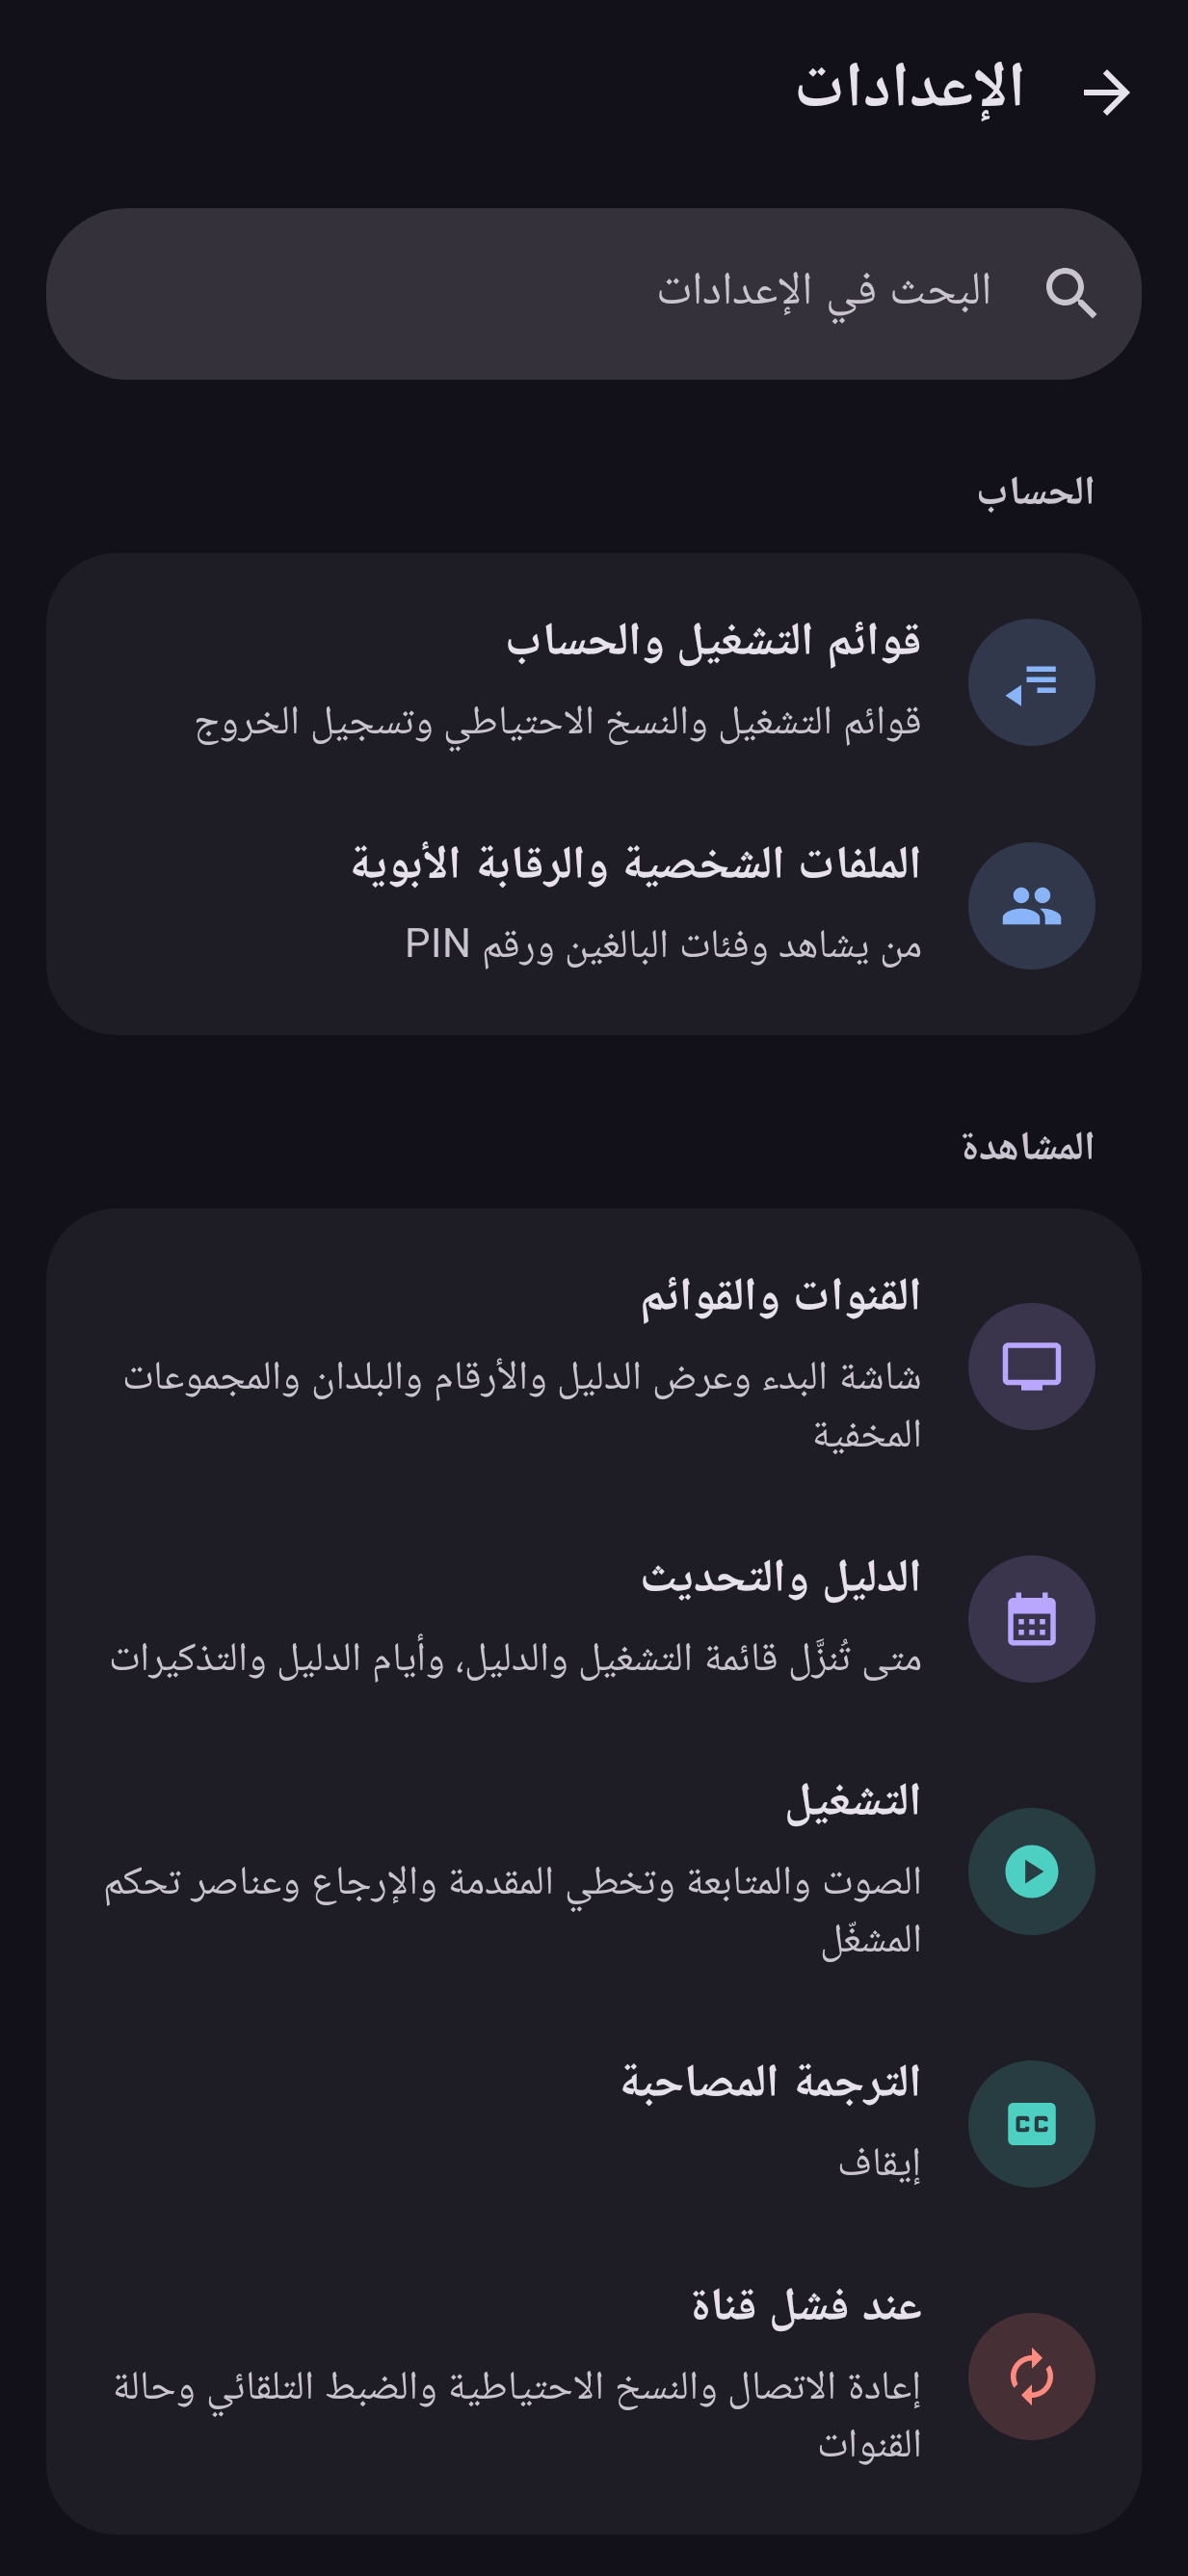 الإعدادات
البحث في الإعدادات
الحساب
قوائم التشغيل والحساب
قوائم التشغيل والنسخ الاحتياطي وتسجيل الخروج
الملفات الشخصية والرقابة الأبوية
من يشاهد وفئات البالغين ورقم PIN
المشاهدة
القنوات والقوائم
شاشة البدء وعرض الدليل والأرقام والبلدان والمجموعات
المخفية
الدليل والتحديث
متى تُنزَّل قائمة التشغيل والدليل، وأيام الدليل والتذكيرات
التشغيل
الصوت والمتابعة وتخطي المقدمة والإرجاع وعناصر تحكم
المشغّل
الترجمة المصاحبة
إيقاف
CC
عند فشل قناة
إعادة الاتصال والنسخ الاحتياطية والضبط التلقائي وحالة
القنوات